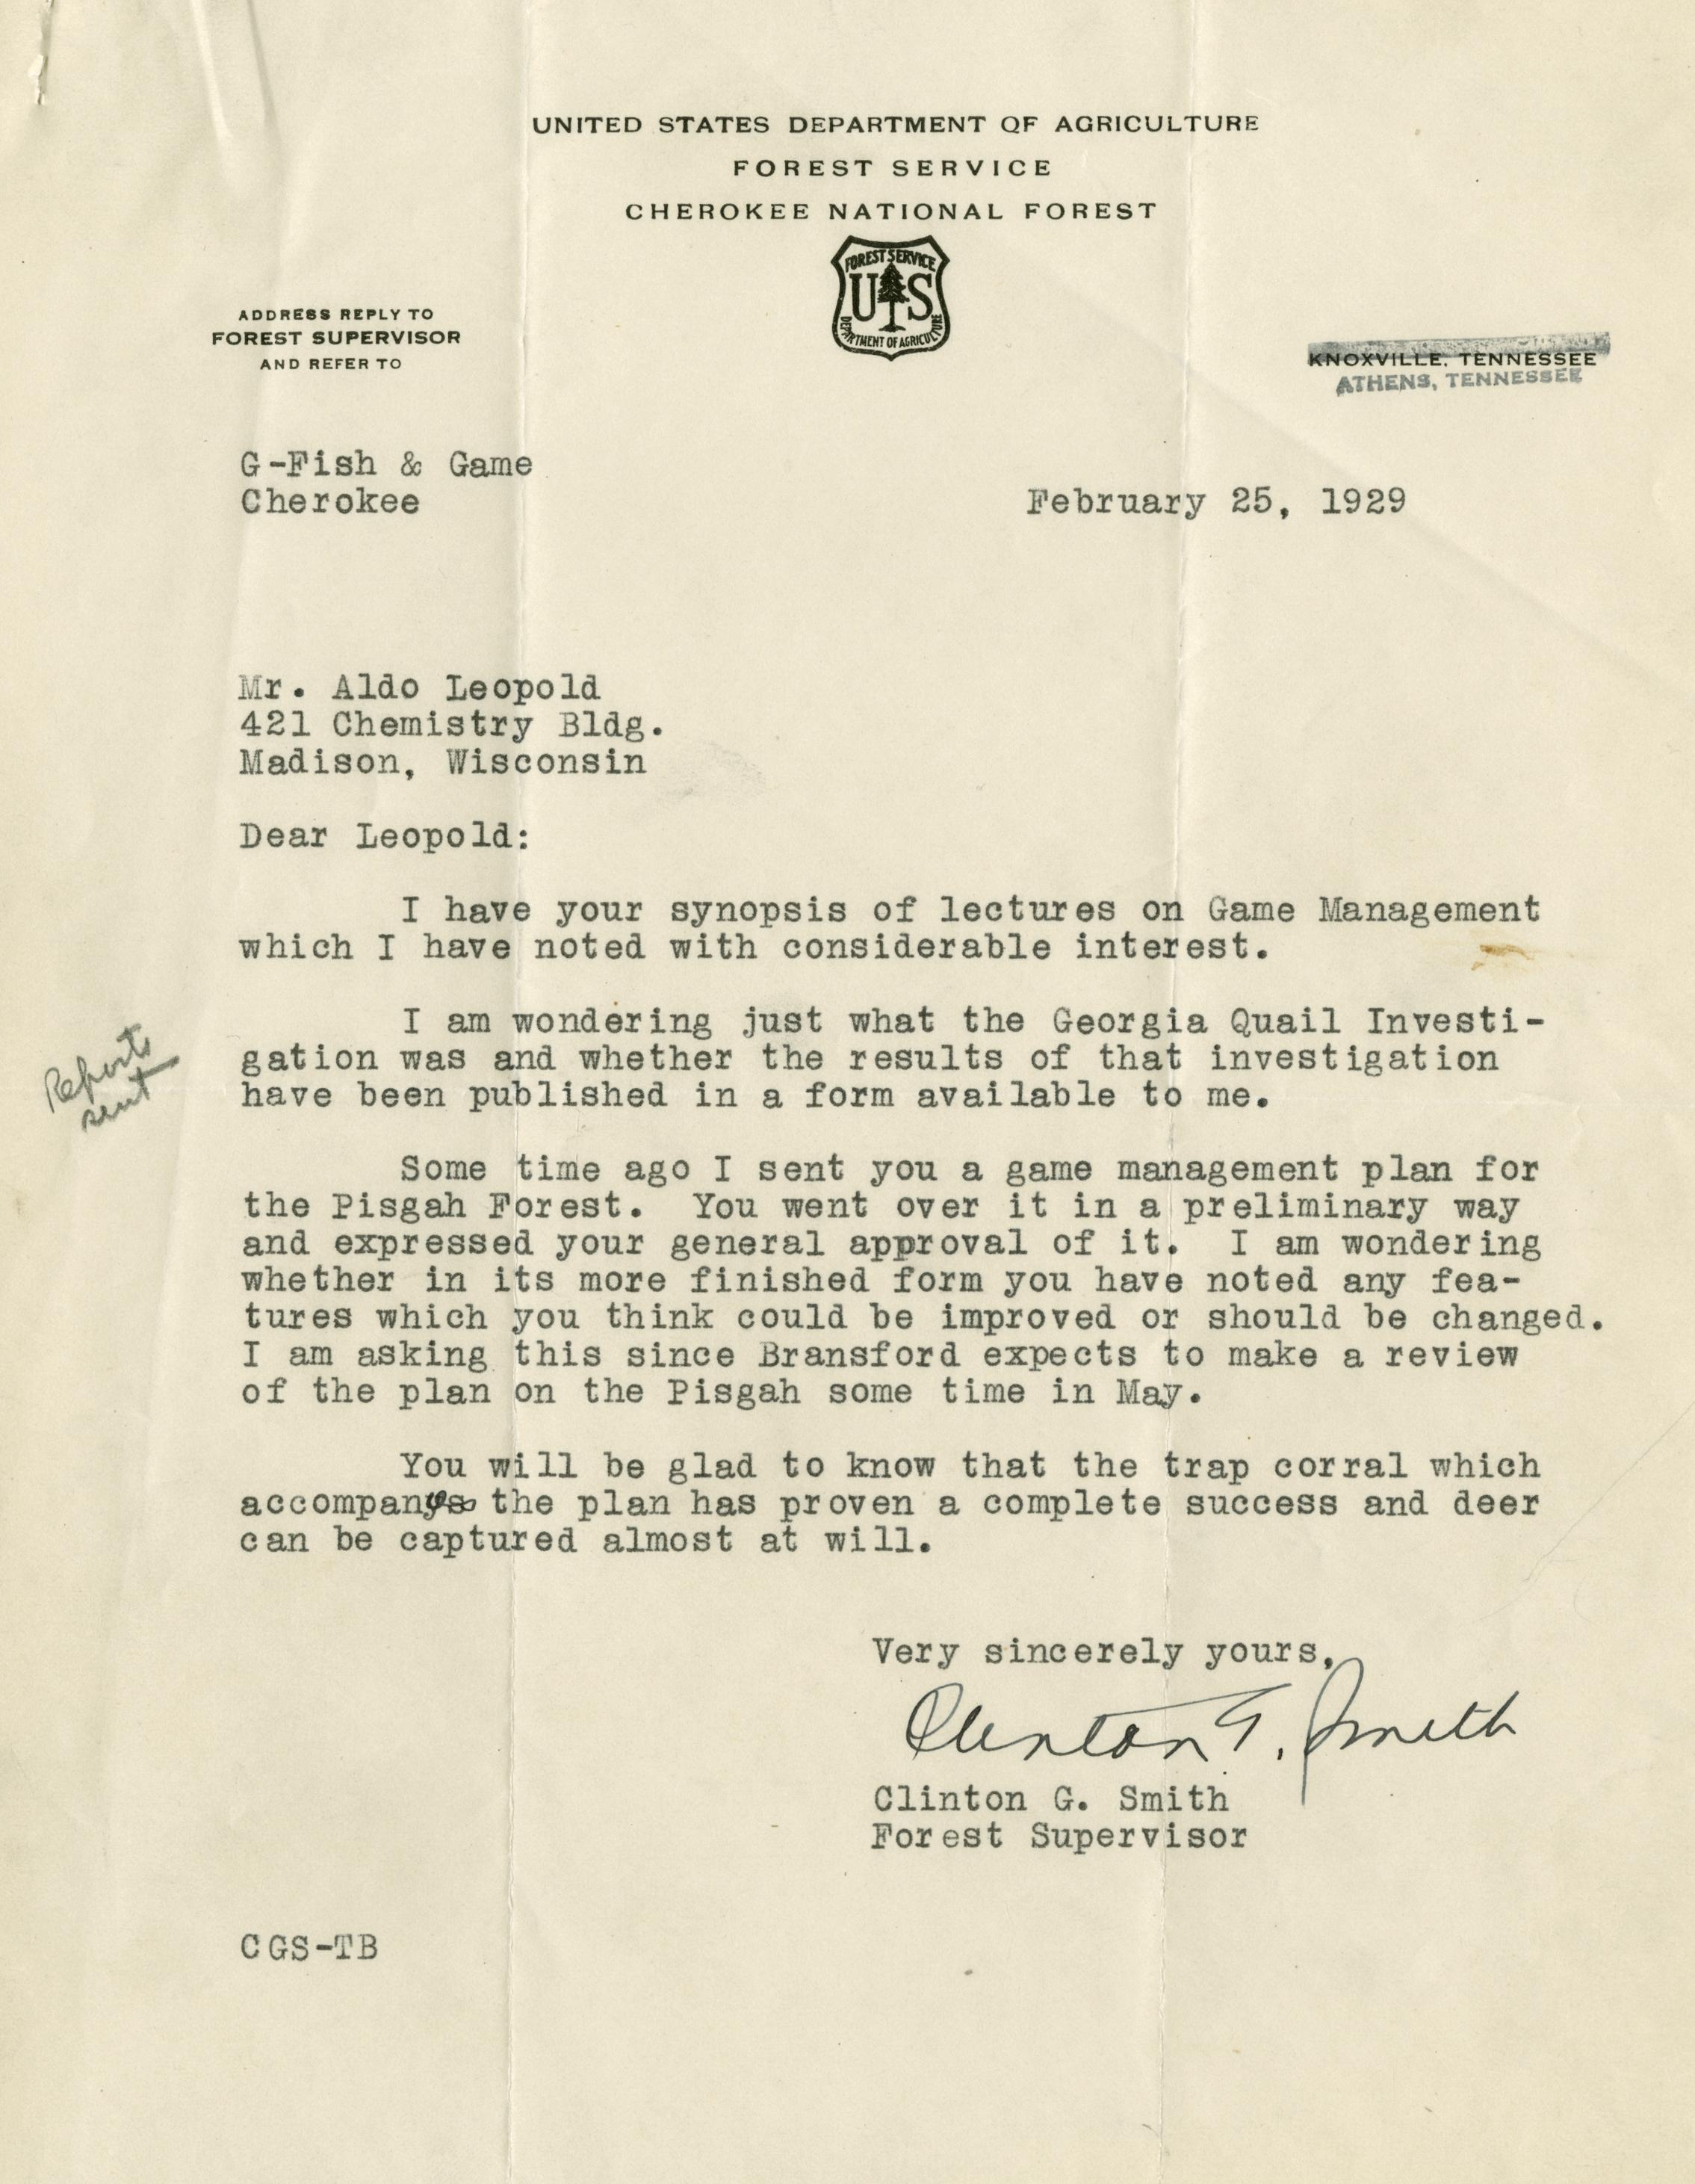 UNITED STATES DEPARTMENT OF AGRICULTURE
FOREST SERVICE
CHEROKEE NATIONAL FOREST
FOREST SERVICE
U S
DEPARTMENT OF AGRICULTURE
ADDRESS REPLY TO
FOREST SUPERVISOR
AND REFER TO
KNOXVILLE, TENNESSEE
ATHENS, TENNESSEE
G-Fish & Game
Cherokee
February 25, 1929
Mr. Aldo Leopold
421 Chemistry Bldg.
Madison, Wisconsin
Dear Leopold:
I have your synopsis of lectures on Game Management
which I have noted with considerable interest.
I am wondering just what the Georgia Quail Investi-
gation was and whether the results of that investigation
have been published in a form available to me.
Reports
sent
Some time ago I sent you a game management plan for
the Pisgah Forest. You went over it in a preliminary way
and expressed your general approval of it. I am wondering
whether in its more finished form you have noted any fea-
tures which you think could be improved or should be changed.
I am asking this since Bransford expects to make a review
of the plan on the Pisgah some time in May.
You will be glad to know that the trap corral which
accompanys the plan has proven a complete success and deer
can be captured almost at will.
Very sincerely yours,
Clinton G. Smith
Clinton G. Smith
Forest Supervisor
CGS-TB